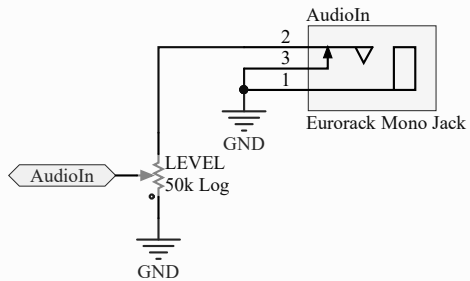 AudioIn
2
3
1
GND
Eurorack Mono Jack
LEVEL
AudioIn
50k Log
GND